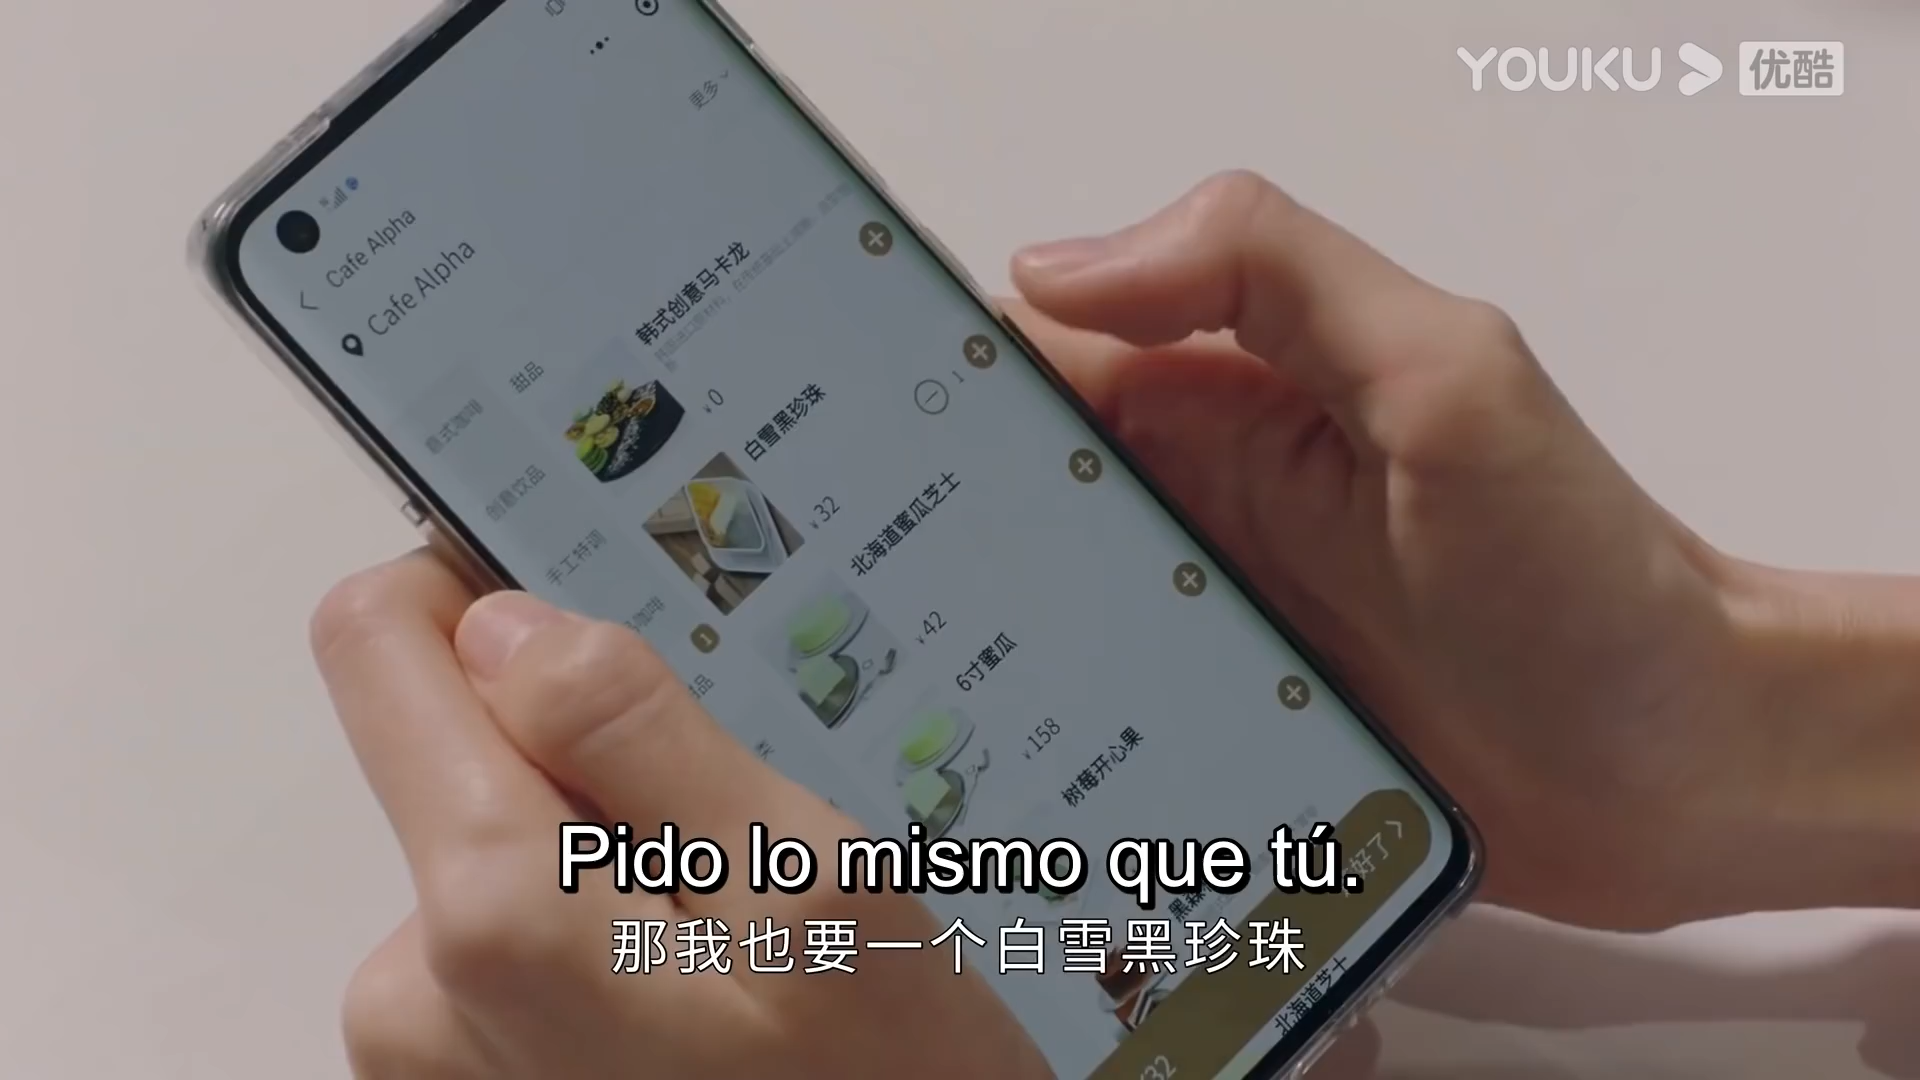 YOUKU 优酷
更多
Cafe Alpha
Cafe Alpha
意式咖啡
甜品
创意饮品
手工特调
韩式创意马卡龙
¥0
白雪黑珍珠
¥32
1
北海道蜜瓜芝士
¥42
1
6寸蜜瓜
¥158
树莓开心果
好了
北海道芝士
Pido lo mismo que tú.
那我也要一个白雪黑珍珠